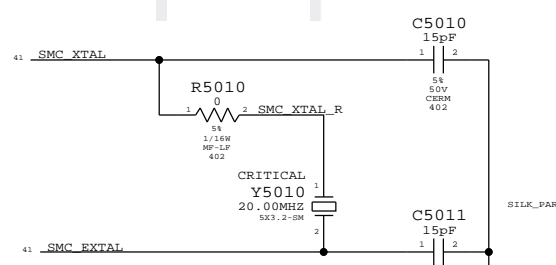 C5010
15pF
41 SMC_XTAL
1 2
5%
50V
CERM
402
R5010
0
1 2 SMC_XTAL_R
5%
1/16W
MF-LF
402
CRITICAL
Y5010
20.00MHZ
5X3.2-SM
1
2
SILK_PAR
C5011
15pF
41 SMC_EXTAL
1 2